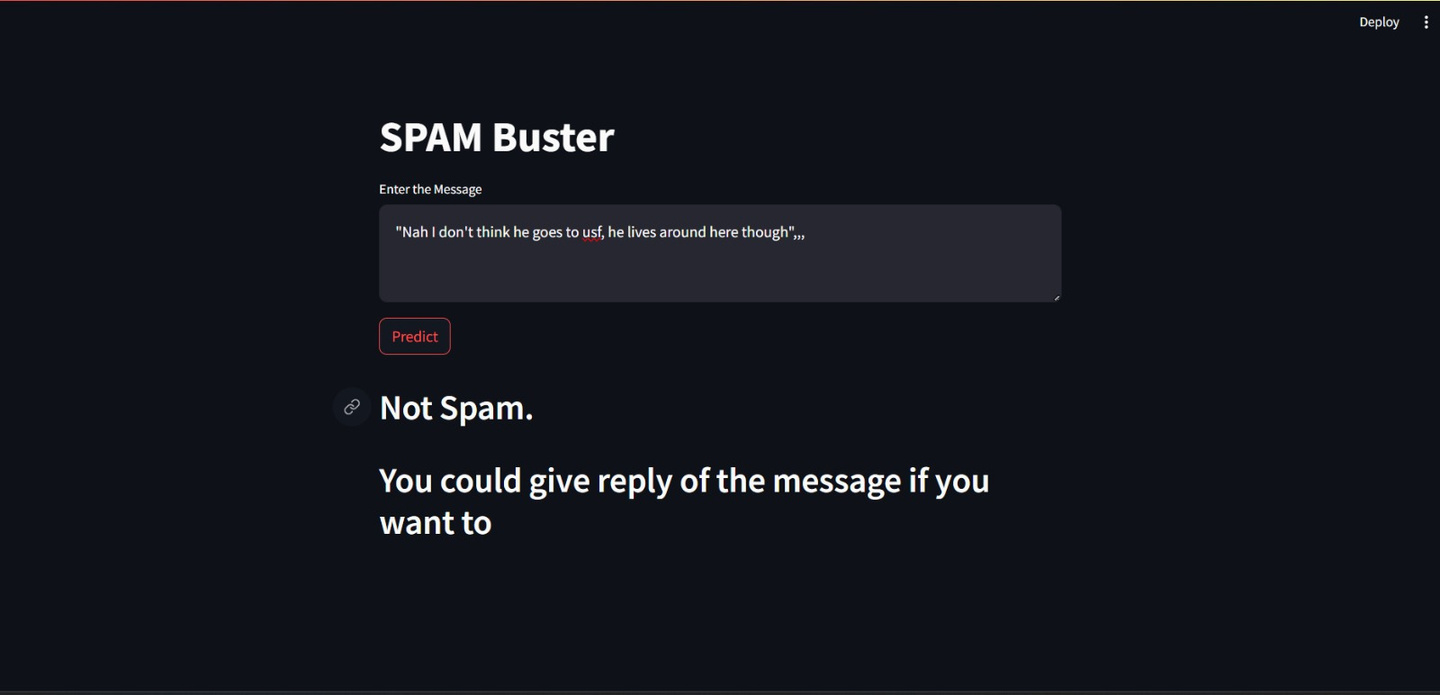 Deploy
SPAM Buster
Enter the Message
"Nah I don't think he goes to usf, he lives around here though",,,
Predict
Not Spam.
You could give reply of the message if you
want to